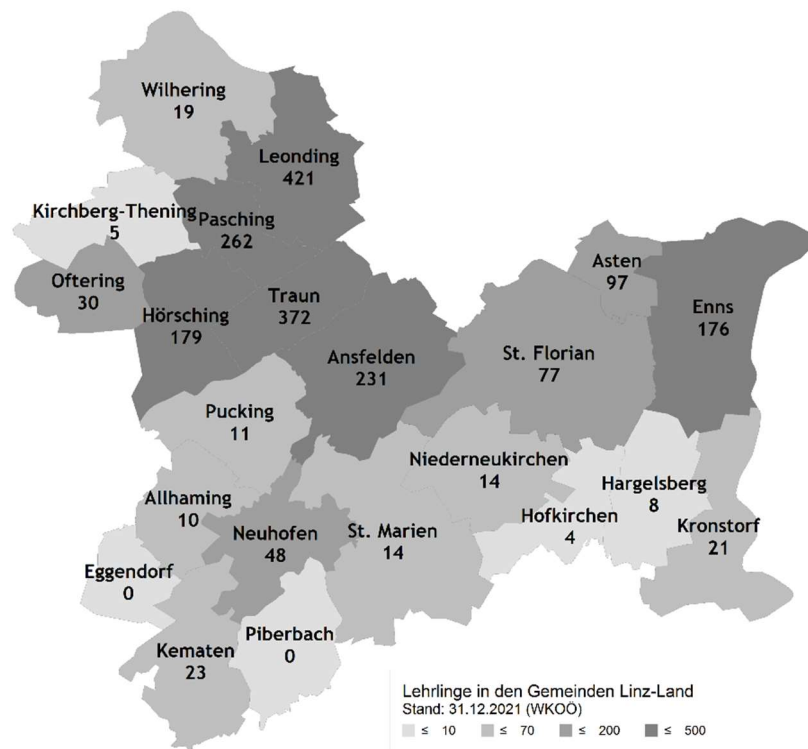 Wilhering
19
Leonding
421
Kirchberg-Thening
5
Pasching
262
Oftering
30
Hörsching
179
Traun
372
Ansfelden
231
Asten
97
Enns
176
St. Florian
77
Pucking
11
Niederneukirchen
14
Hargelsberg
8
Allhaming
10
Neuhofen
48
St. Marien
14
Hofkirchen
4
Kronstorf
21
Eggendorf
0
Kematen
23
Piberbach
0
Lehrlinge in den Gemeinden Linz-Land
Stand: 31.12.2021 (WKOÖ)
≤ 10 ≤ 70 ≤ 200 ≤ 500